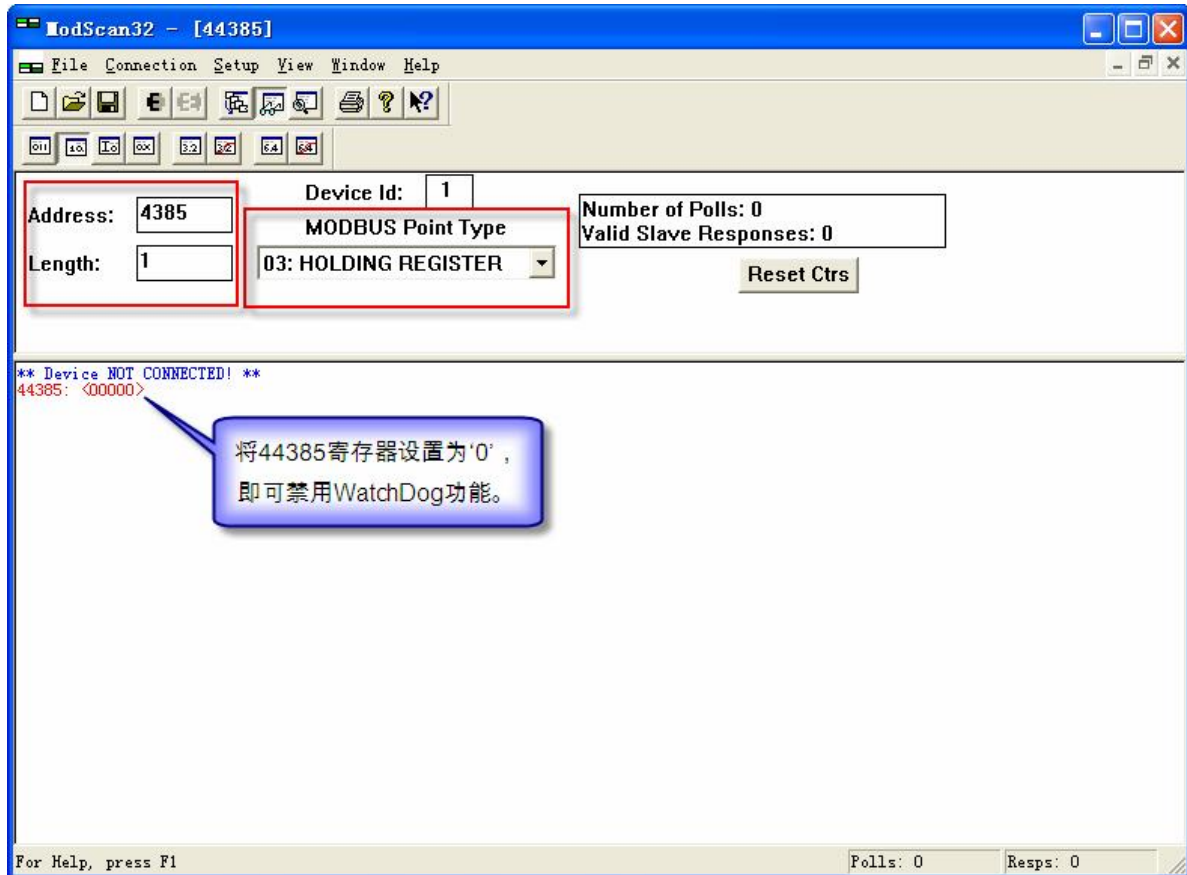 ModScan32 - [44385]
File Connection Setup View Window Help
Address: 4385
Device Id: 1
MODBUS Point Type
Length: 1
03: HOLDING REGISTER
Number of Polls: 0
Valid Slave Responses: 0
Reset Ctrs
** Device NOT CONNECTED! **
44385: <00000>
将44385寄存器设置为‘0’，
即可禁用WatchDog功能。
For Help, press F1
Polls: 0
Resps: 0